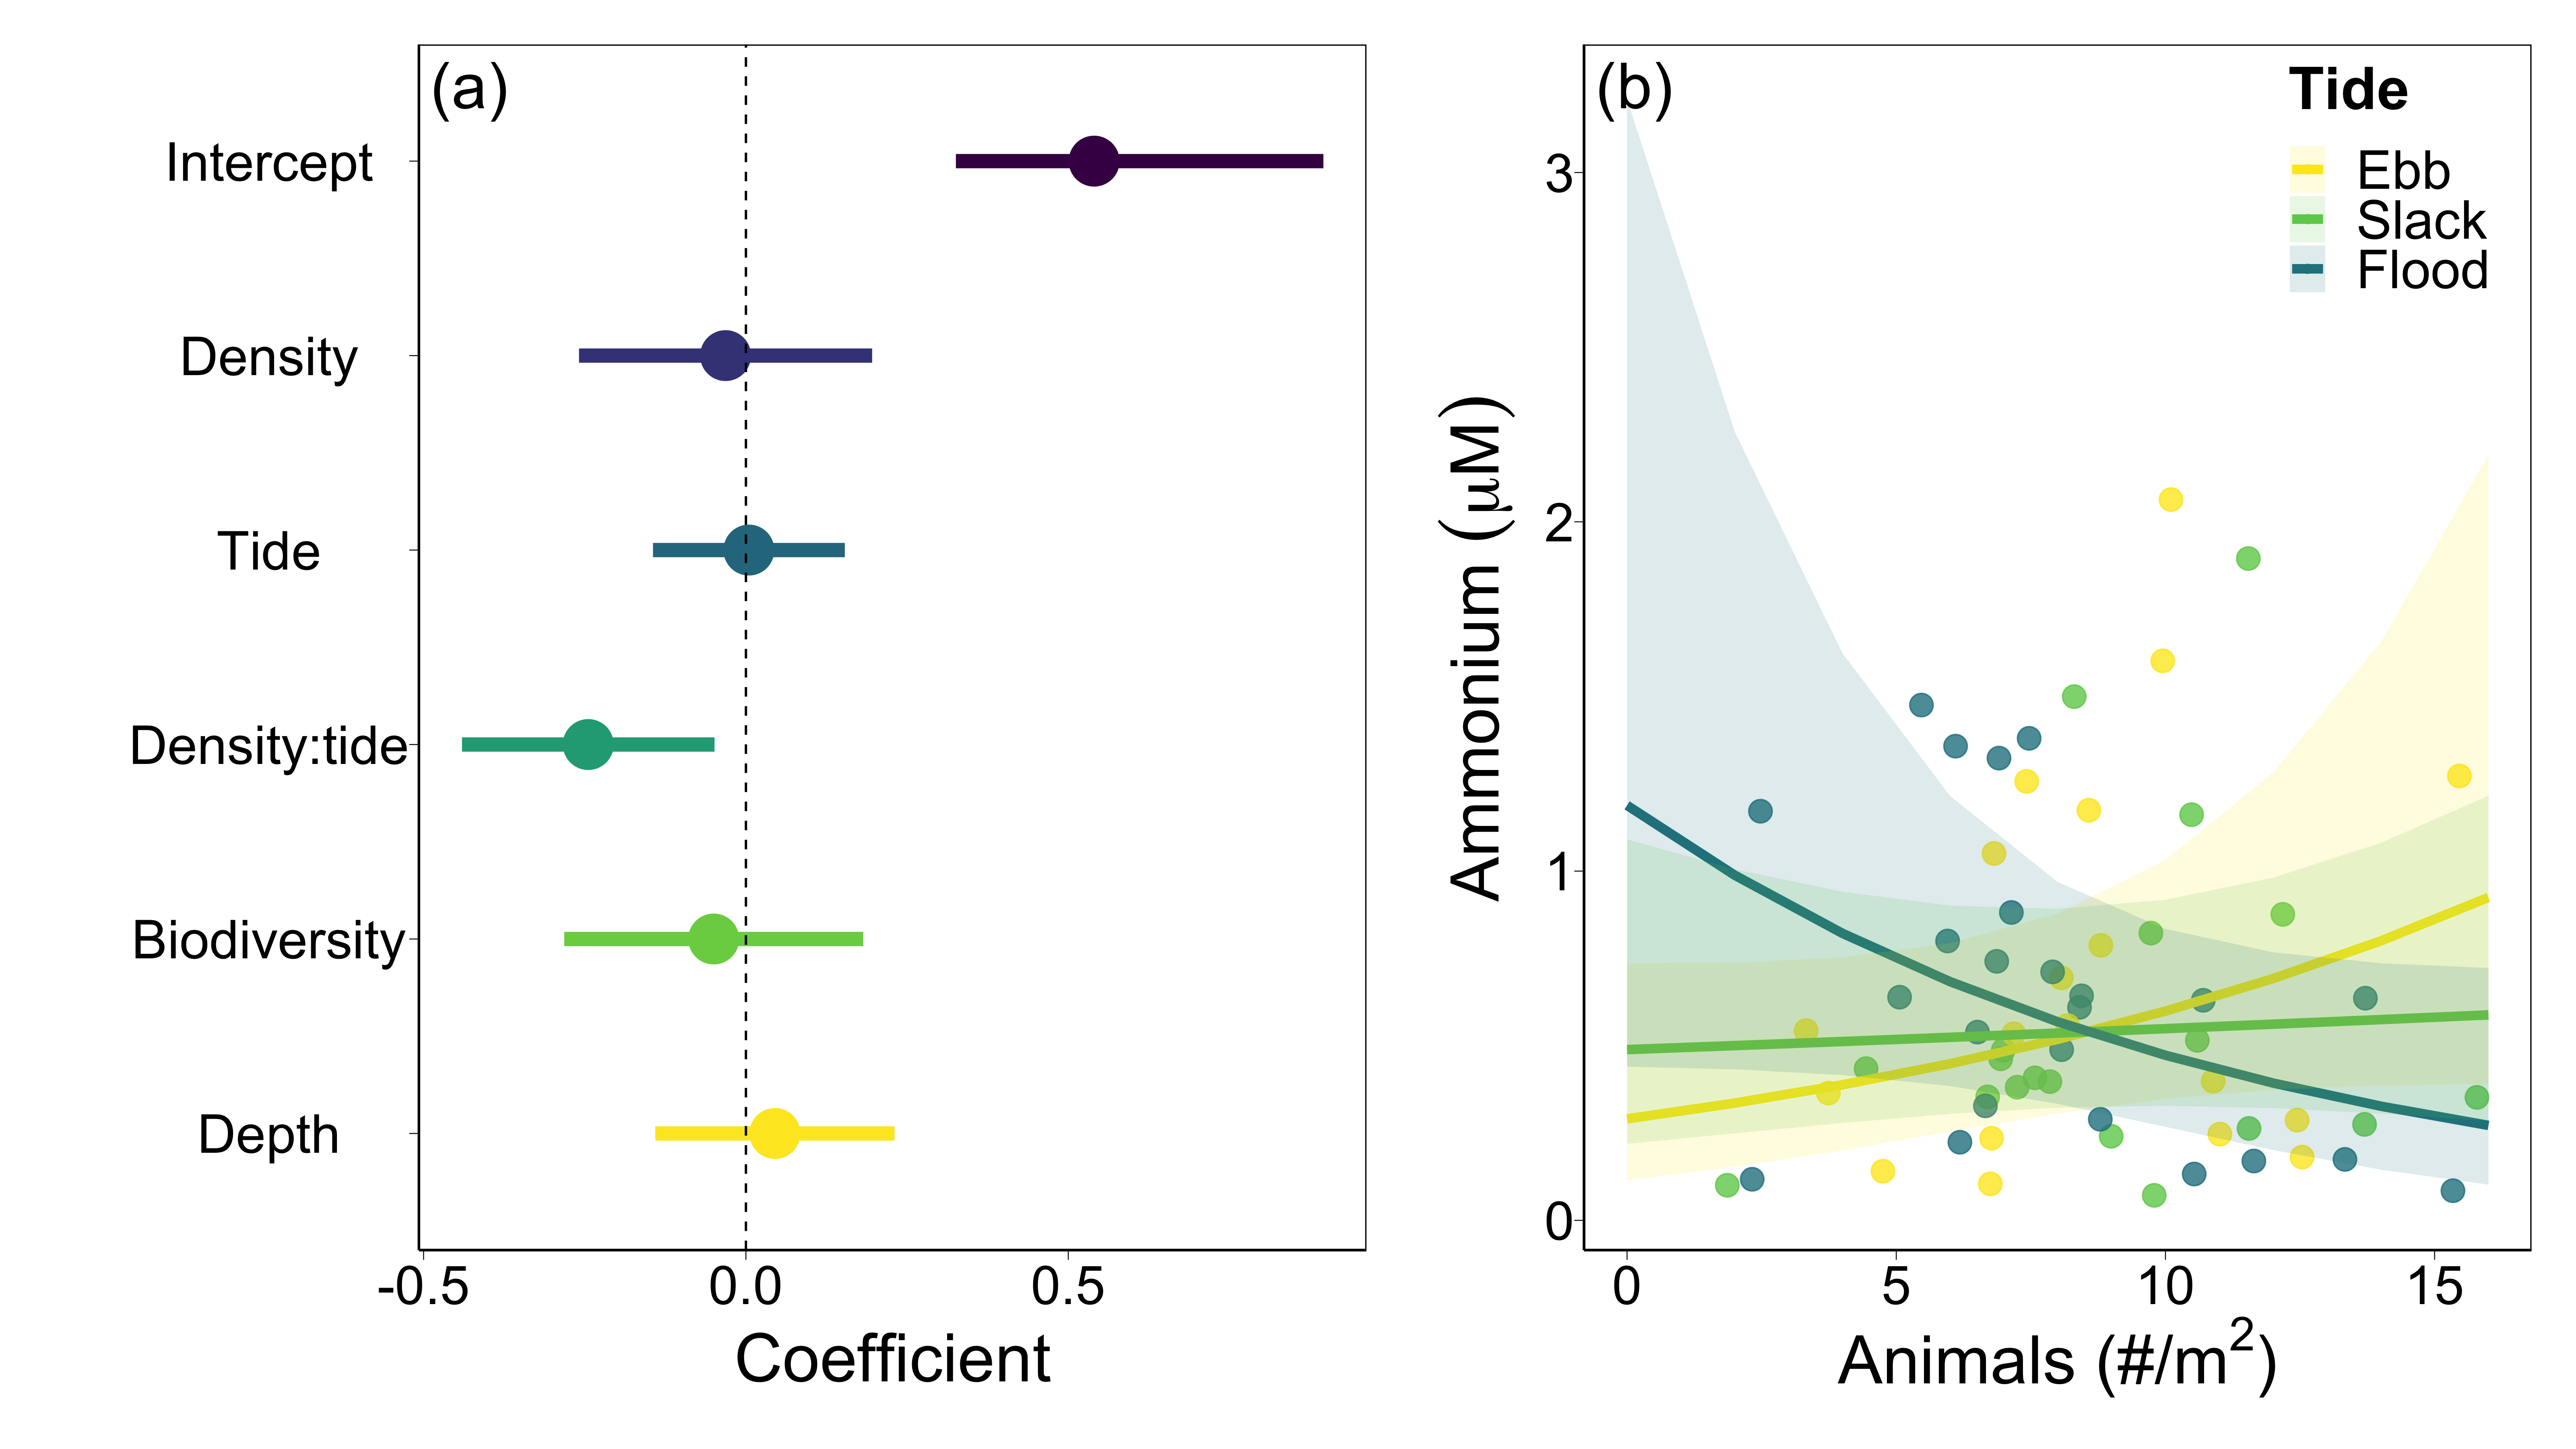 (a)
Intercept
Density
Tide
Density:tide
Biodiversity
Depth
-0.5 0.0 0.5
Coefficient
(b)
Tide
Ebb
Slack
Flood
3
2
1
0
Ammonium (μM)
0 5 10 15
Animals (#/m²)